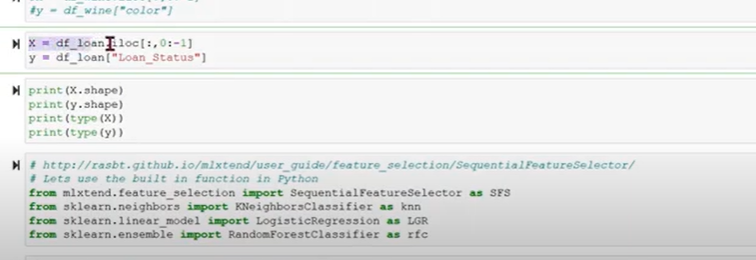 #y = df_wine["color"]
X = df_loan.iloc[:,0:-1]
y = df_loan["Loan_Status"]
print(X.shape)
print(y.shape)
print(type(X))
print(type(y))
# http://rasbt.github.io/mlxtend/user_guide/feature_selection/SequentialFeatureSelector/
# Lets use the built in function in Python
from mlxtend.feature_selection import SequentialFeatureSelector as SFS
from sklearn.neighbors import KNeighborsClassifier as knn
from sklearn.linear_model import LogisticRegression as LGR
from sklearn.ensemble import RandomForestClassifier as rfc